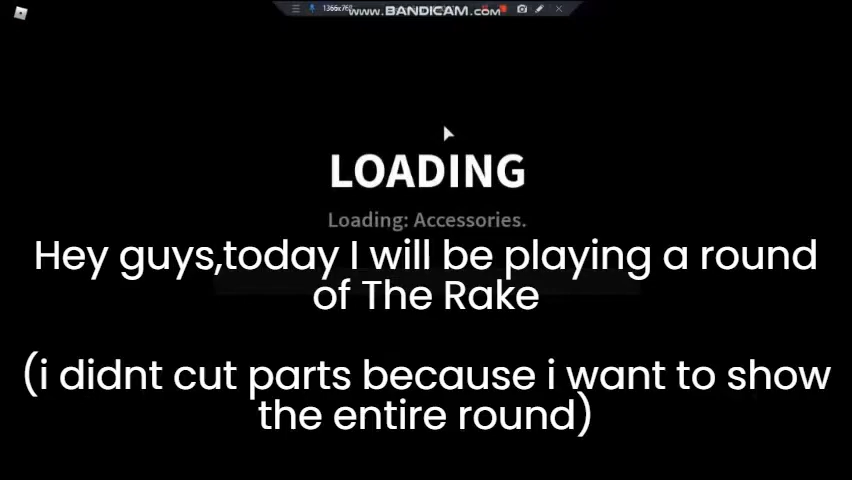 1366x768
www.BANDICAM.com
LOADING
Loading: Accessories.
Hey guys,today I will be playing a round
of The Rake
(i didnt cut parts because i want to show
the entire round)